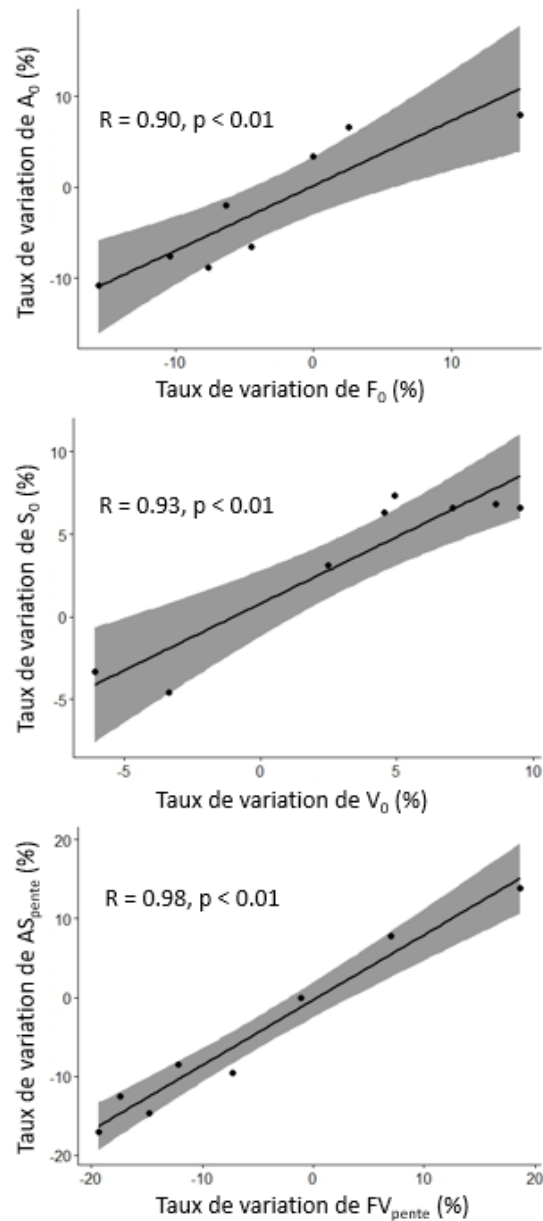 Taux de variation de A₀ (%)
10
0
-10
R = 0.90, p < 0.01
-10
0
10
Taux de variation de F₀ (%)
Taux de variation de S₀ (%)
10
5
0
-5
R = 0.93, p < 0.01
-5
0
5
10
Taux de variation de V₀ (%)
Taux de variation de ASpente (%)
20
10
0
-10
-20
R = 0.98, p < 0.01
-20
-10
0
10
20
Taux de variation de FVpente (%)